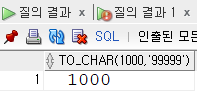 질의 결과 x 질의 결과 1 x
SQL | 인출된 모든
TO_CHAR(1000,'99999')
1 1000